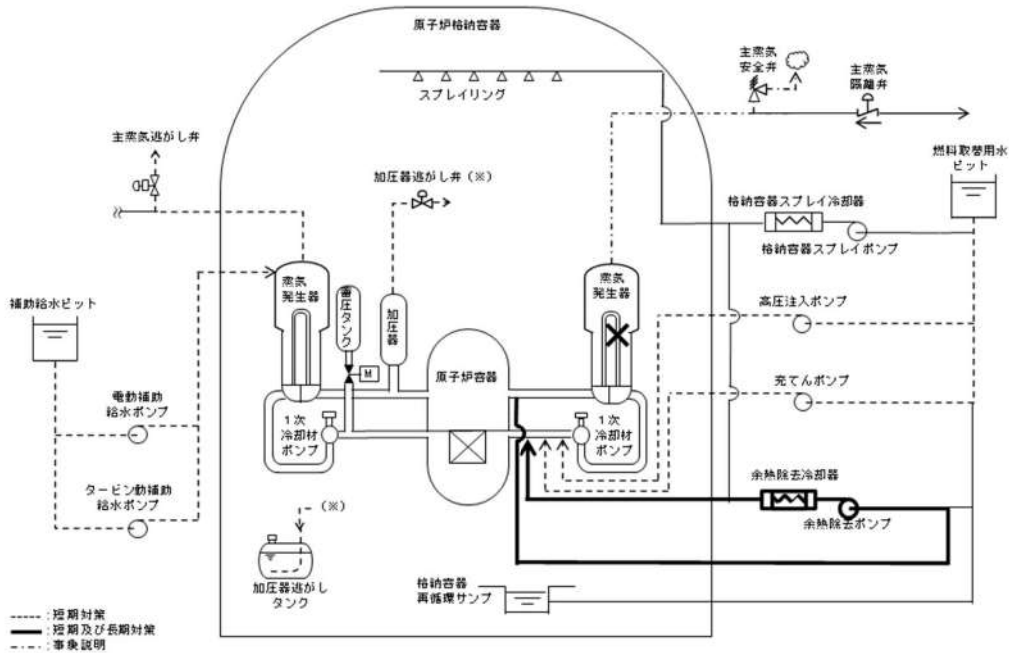 原子炉格納容器
スプレイリング
主蒸気
安全弁
主蒸気
隔離弁
主蒸気逃がし弁
加圧器逃がし弁（※）
燃料取替用水
ピット
格納容器スプレイ冷却器
格納容器スプレイポンプ
補助給水ピット
蒸気
発生器
蓄圧タンク
加圧器
蒸気
発生器
高圧注入ポンプ
M
原子炉容器
充てんポンプ
電動補助
給水ポンプ
１次
冷却材
ポンプ
１次
冷却材
ポンプ
余熱除去冷却器
タービン動補助
給水ポンプ
余熱除去ポンプ
（※）
加圧器逃がし
タンク
格納容器
再循環サンプ
：短期対策
：短期及び長期対策
：事象説明